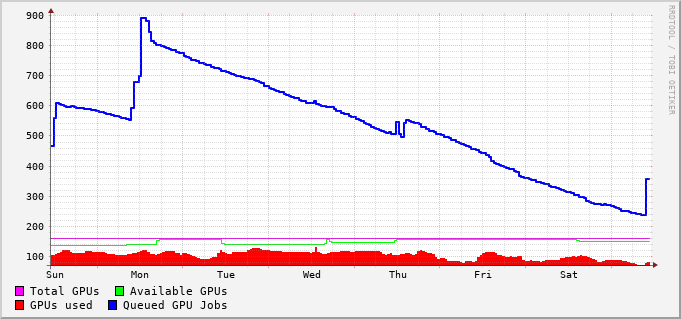 900
800
700
600
500
400
300
200
100
Sun Mon Tue Wed Thu Fri Sat
Total GPUs Available GPUs
GPUs used Queued GPU Jobs
RRDTOOL / TOBI OETIKER